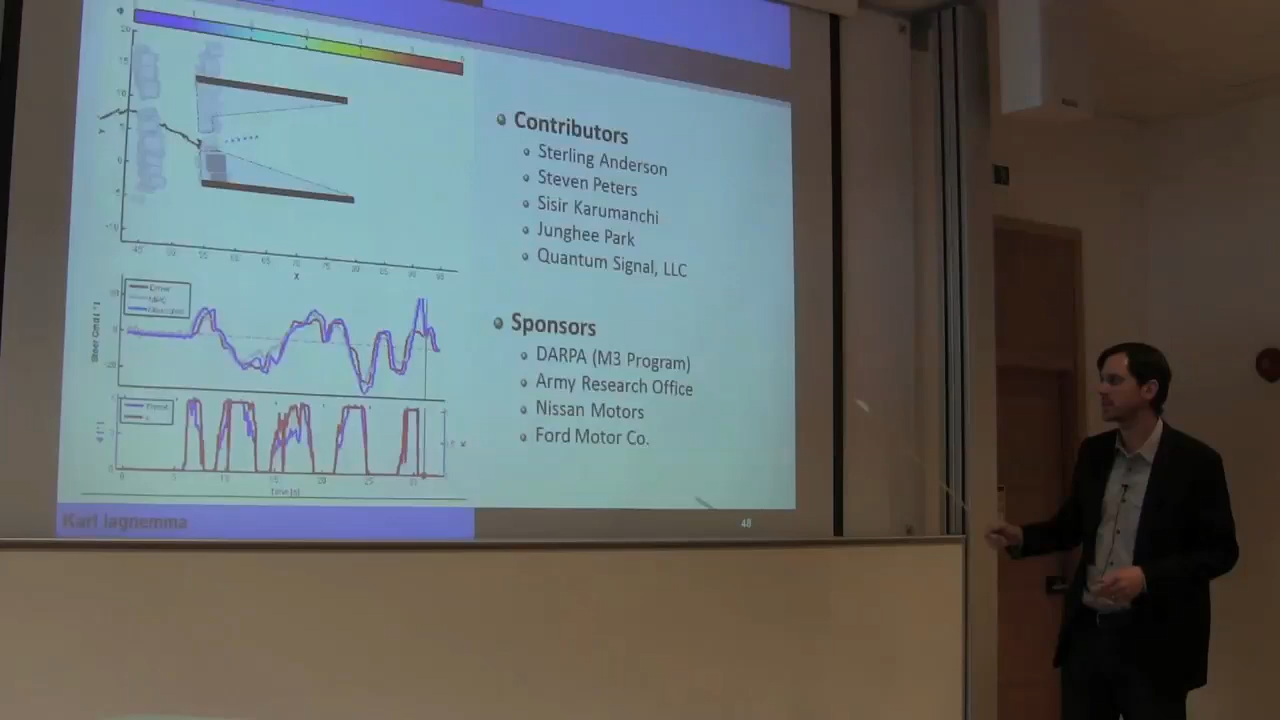 Contributors
Sterling Anderson
Steven Peters
Sisir Karumanchi
Junghee Park
Quantum Signal, LLC
Sponsors
DARPA (M3 Program)
Army Research Office
Nissan Motors
Ford Motor Co.
X
Time [s]
Karl Iagnemma
48